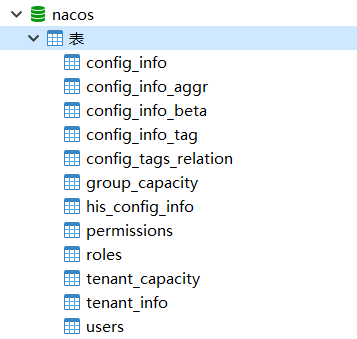 nacos
表
config_info
config_info_aggr
config_info_beta
config_info_tag
config_tags_relation
group_capacity
his_config_info
permissions
roles
tenant_capacity
tenant_info
users